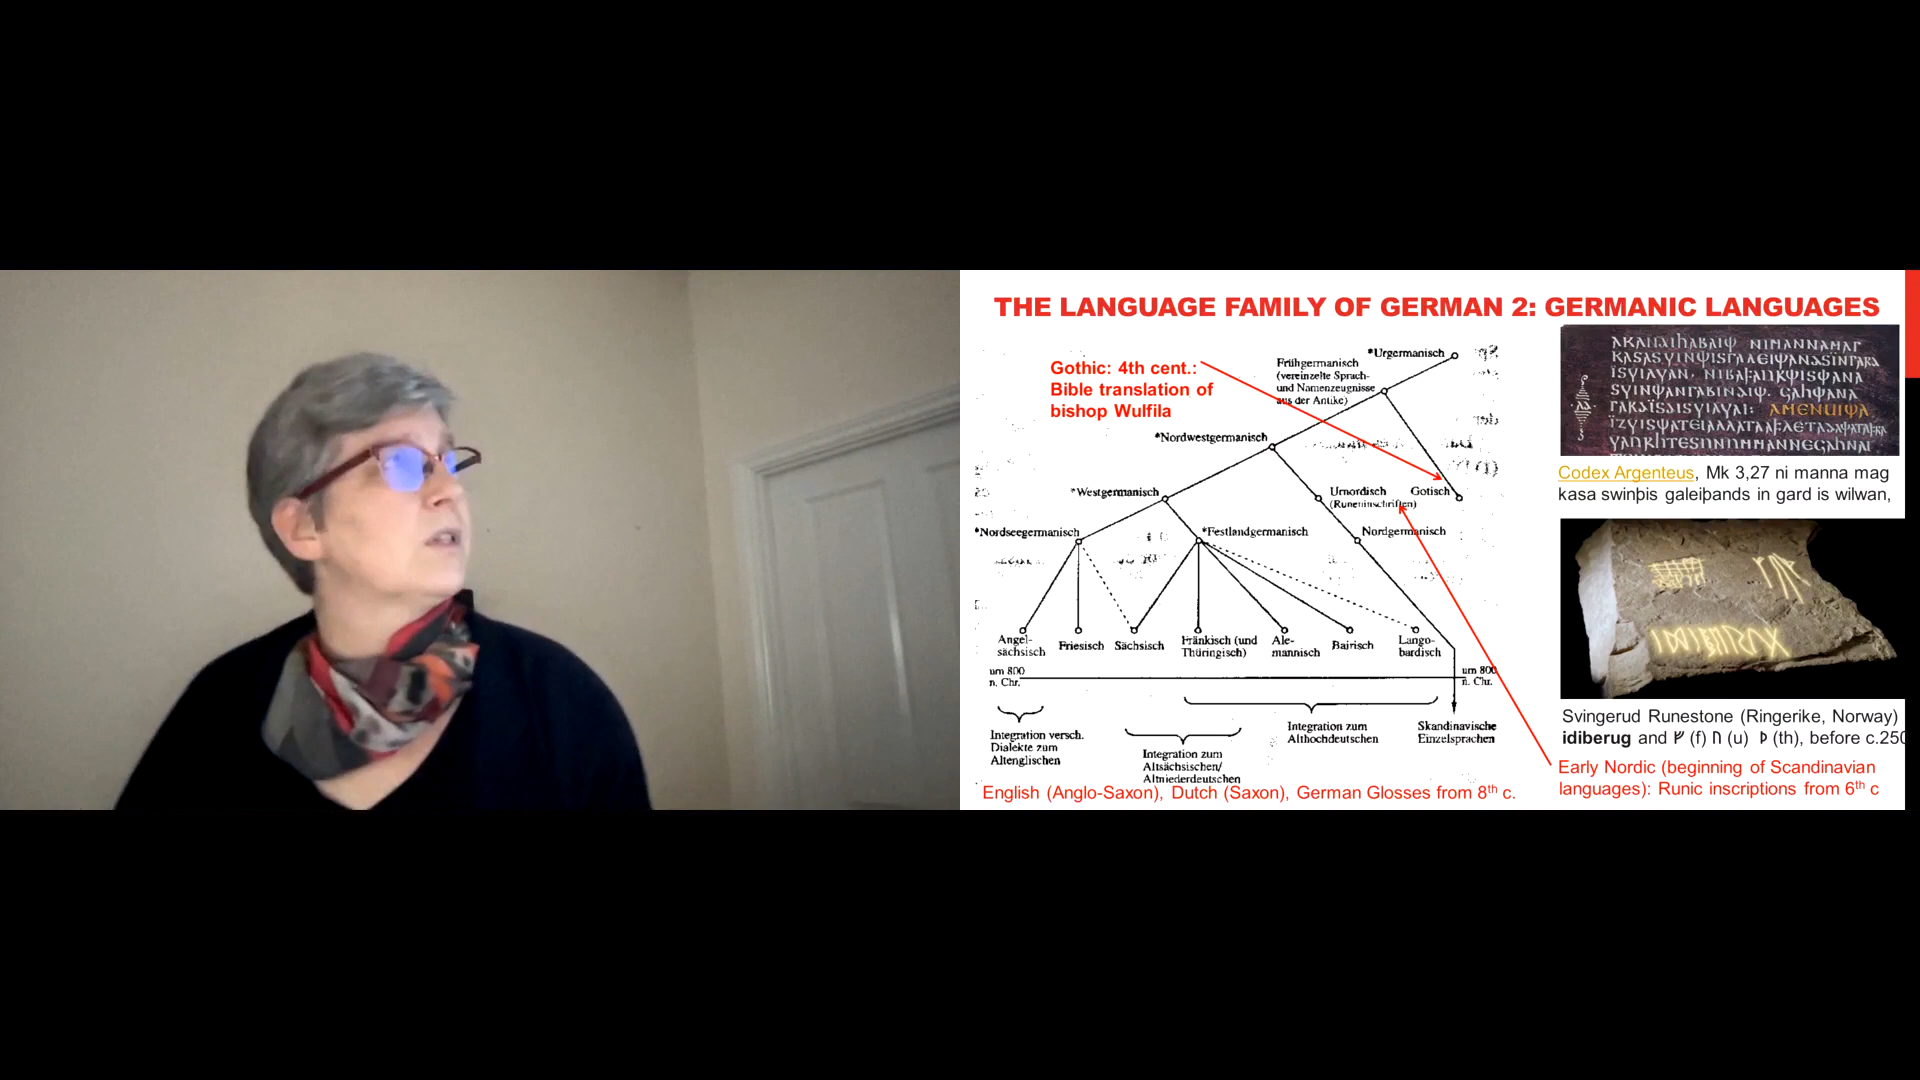 THE LANGUAGE FAMILY OF GERMAN 2: GERMANIC LANGUAGES
Gothic: 4th cent.:
Bible translation of
bishop Wulfila
*Urgermanisch
Frühgermanisch
(vereinzelte Sprach-
und Namenzeugnisse
aus der Antike)
*Nordwestgermanisch
*Westgermanisch
Urnordisch
(Runeninschriften)
Gotisch
*Nordseegermanisch
*Festlandgermanisch
Nordgermanisch
Angel-
sächsisch
Friesisch
Sächsisch
Fränkisch (und
Thüringisch)
Ale-
mannisch
Bairisch
Lango-
bardisch
um 800
n. Chr.
um 800
n. Chr.
Integration versch.
Dialekte zum
Altenglischen
Integration zum
Altsächsischen/
Altniederdeutschen
Integration zum
Althochdeutschen
Skandinavische
Einzelsprachen
English (Anglo-Saxon), Dutch (Saxon), German Glosses from 8th c.
Codex Argenteus, Mk 3,27 ni manna mag
kasa swinþis galeiþands in gard is wilwan,
Svingerud Runestone (Ringerike, Norway)
idiberug and ᚠ (f) ᚢ (u) ᚦ (th), before c.250
Early Nordic (beginning of Scandinavian
languages): Runic inscriptions from 6th c